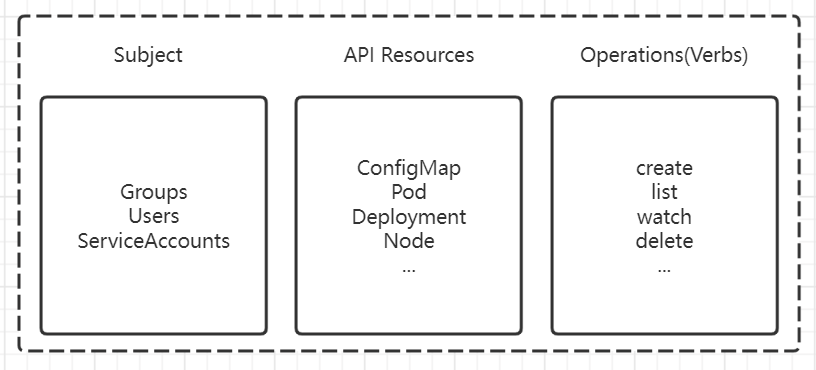 Subject
API Resources
Operations(Verbs)
Groups
Users
ServiceAccounts
ConfigMap
Pod
Deployment
Node
...
create
list
watch
delete
...